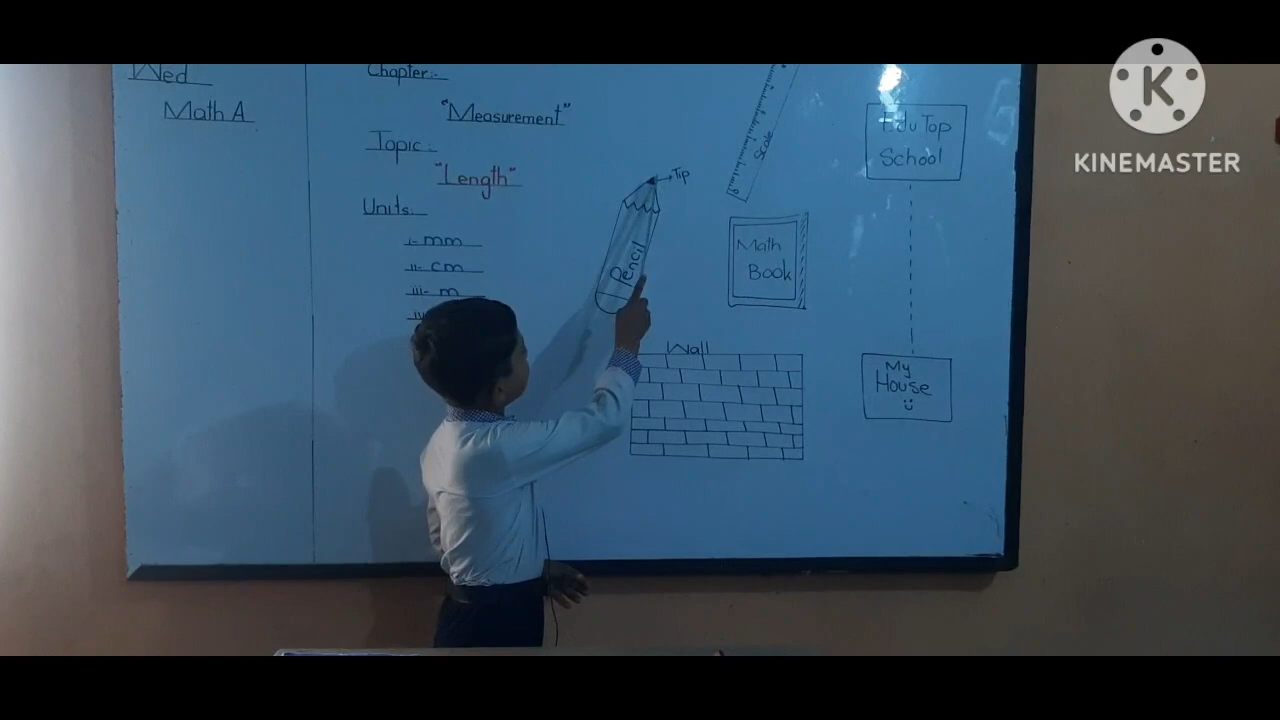 Wed
Math A
Chapter:-
"Measurement"
Topic:-
"Length"
Units:-
i- mm
ii- cm
iii- m
iv
Tip
Pencil
Scale
Math
Book
Wall
Edu Top
School
My
House
K
KINEMASTER